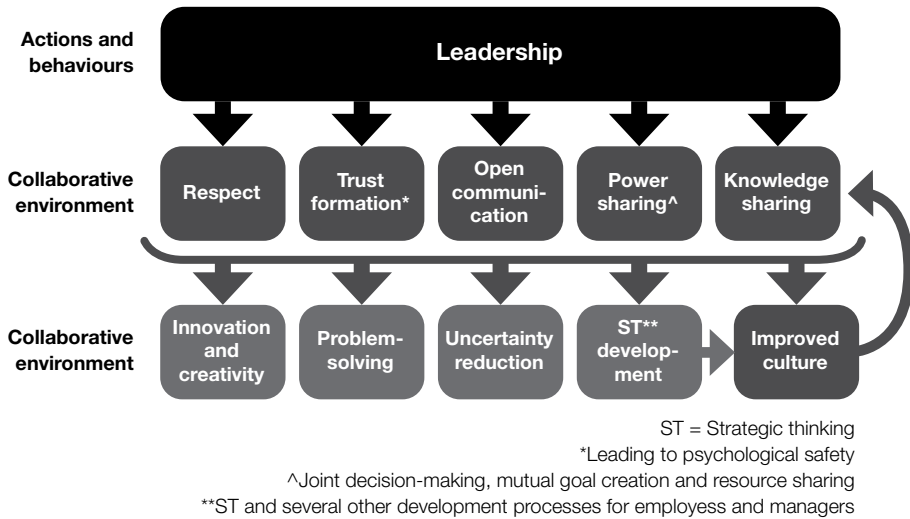 Actions and
behaviours
Leadership
Collaborative
environment
Respect
Trust
formation*
Open
communi-
cation
Power
sharing^
Knowledge
sharing
Collaborative
environment
Innovation
and
creativity
Problem-
solving
Uncertainty
reduction
ST**
develop-
ment
Improved
culture
ST = Strategic thinking
*Leading to psychological safety
^Joint decision-making, mutual goal creation and resource sharing
**ST and several other development processes for employess and managers